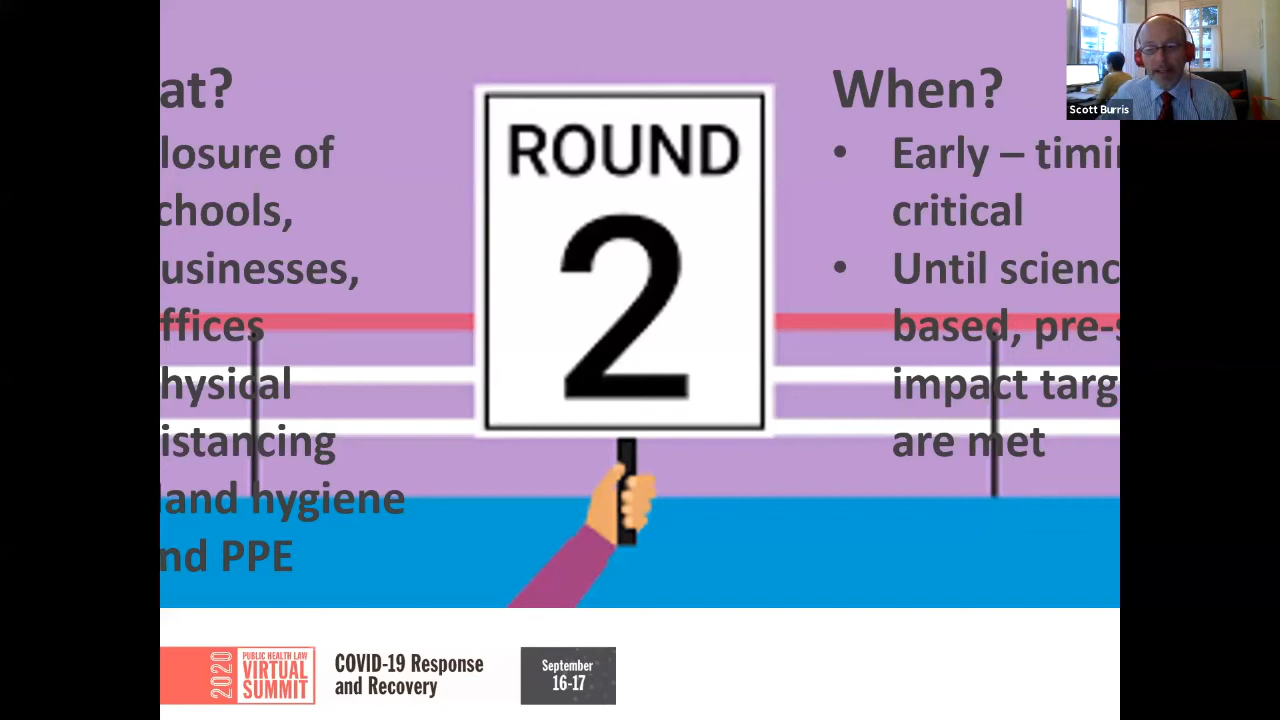 at?
losure of
chools,
usinesses,
ffices
hysical
istancing
and hygiene
nd PPE
ROUND
2
When?
• Early – timin
critical
• Until scienc
based, pre-s
impact targ
are met
Scott Burris
2020
PUBLIC HEALTH LAW
VIRTUAL
SUMMIT
COVID-19 Response
and Recovery
September
16-17